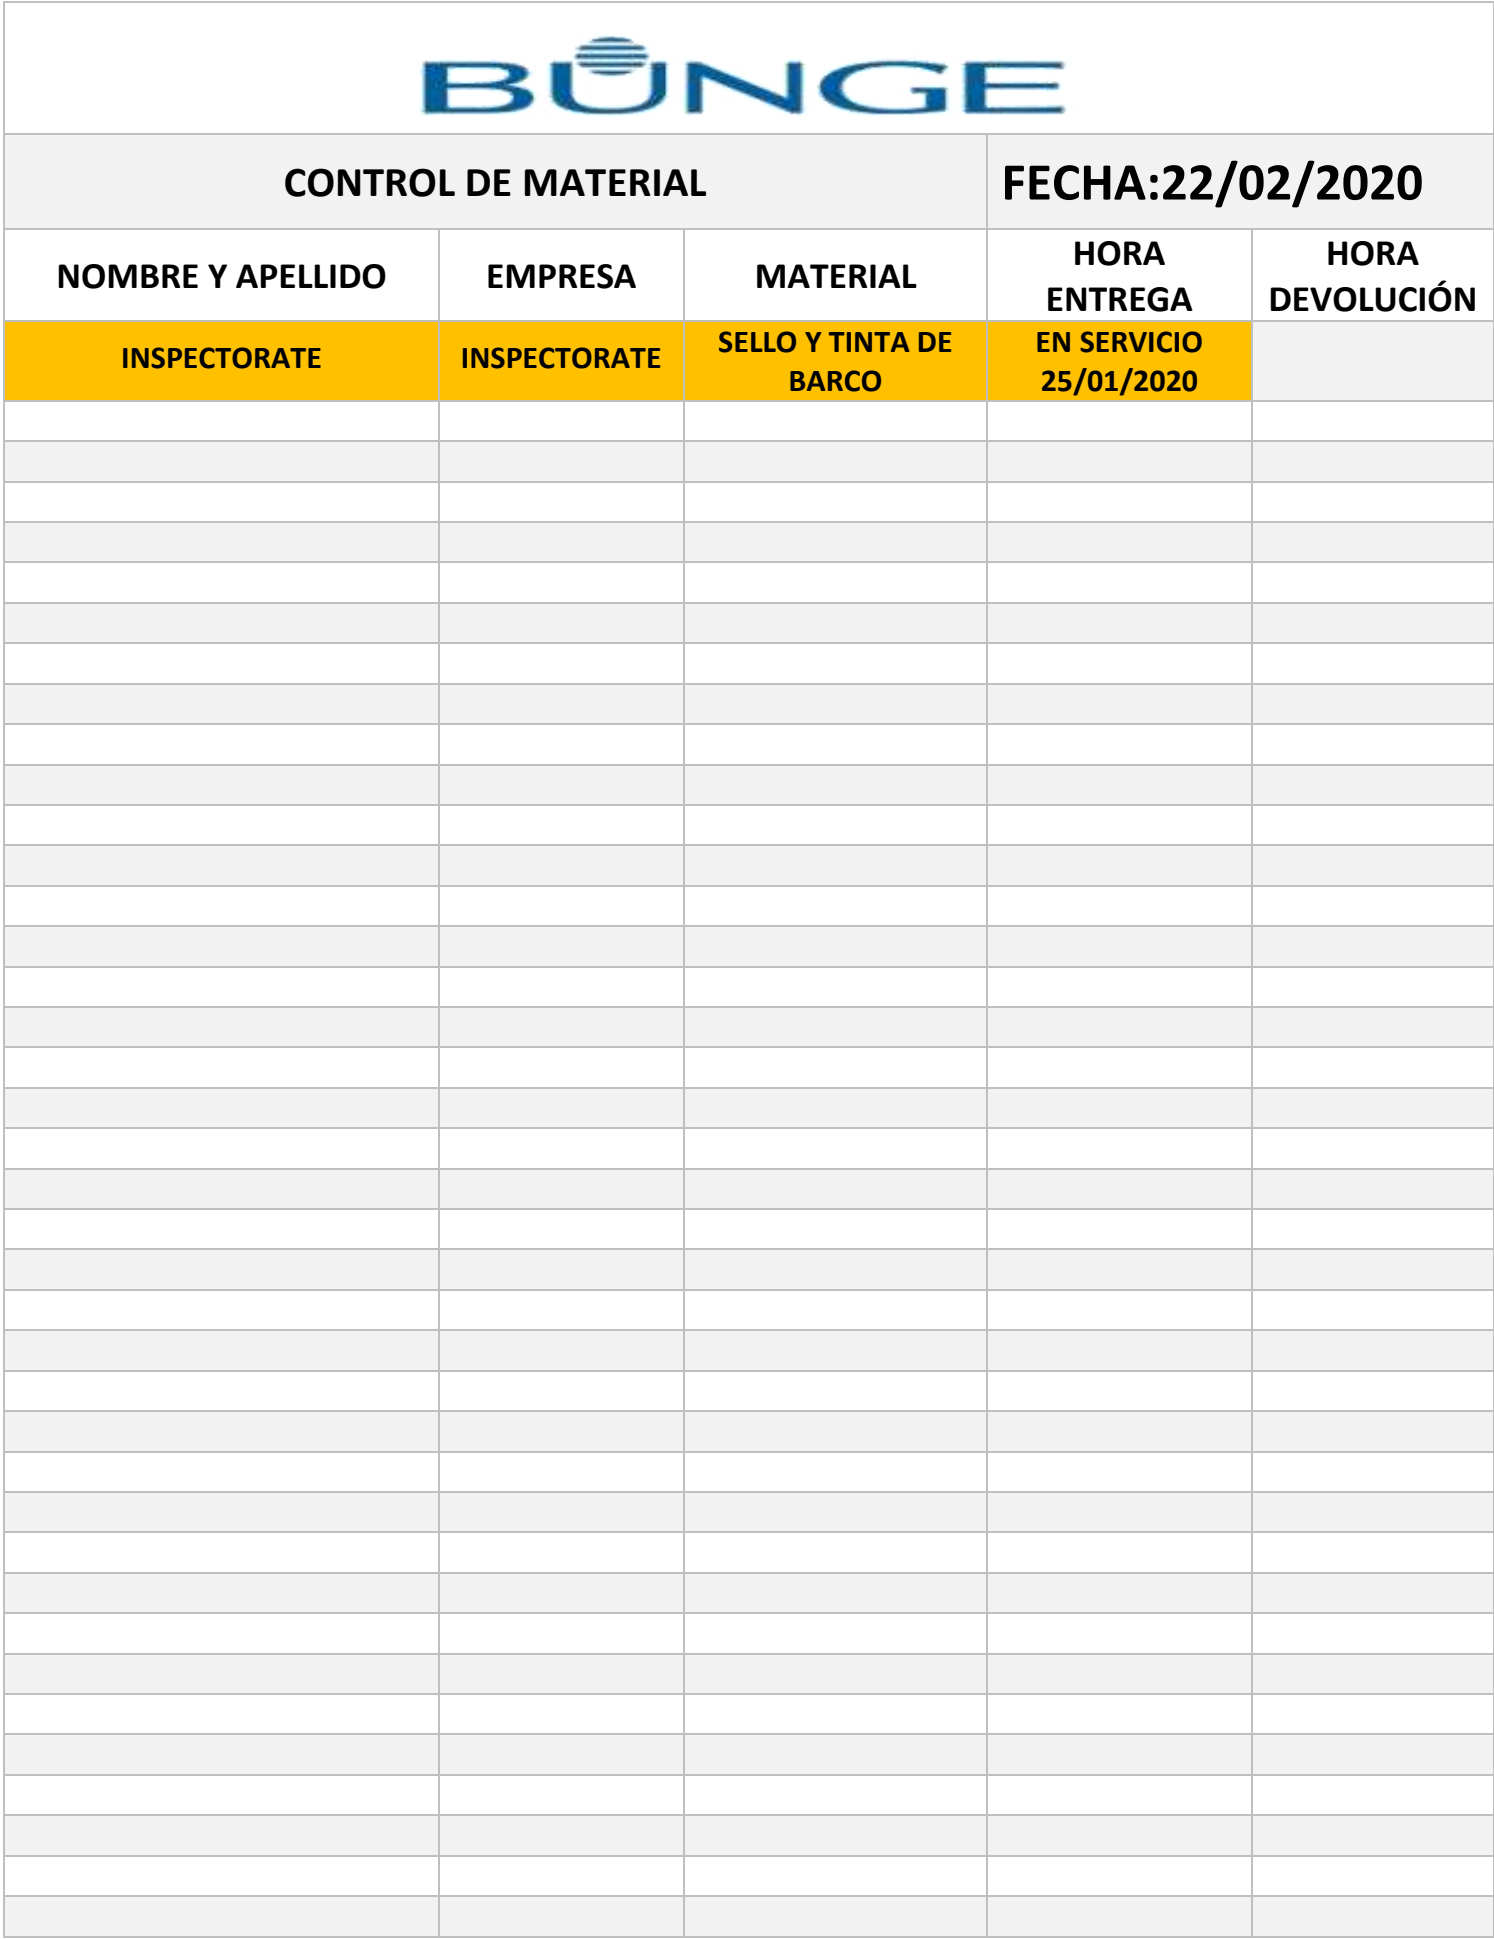 BUNGE
CONTROL DE MATERIAL
FECHA:22/02/2020
NOMBRE Y APELLIDO
EMPRESA
MATERIAL
HORA
ENTREGA
HORA
DEVOLUCIÓN
INSPECTORATE
INSPECTORATE
SELLO Y TINTA DE
BARCO
EN SERVICIO
25/01/2020